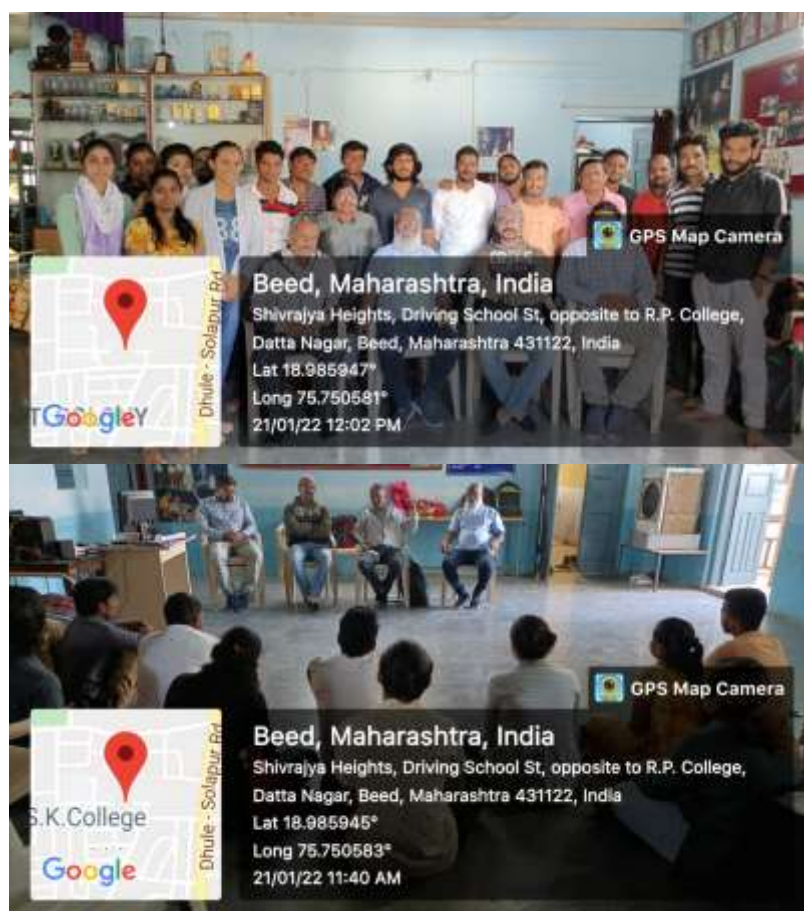 GPS Map Camera
Beed, Maharashtra, India
Shivrajya Heights, Driving School St, opposite to R.P. College,
Datta Nagar, Beed, Maharashtra 431122, India
Lat 18.985947°
Long 75.750581°
21/01/22 12:02 PM
Dhule - Solapur Rd
Google
GPS Map Camera
Beed, Maharashtra, India
Shivrajya Heights, Driving School St, opposite to R.P. College,
Datta Nagar, Beed, Maharashtra 431122, India
Lat 18.985945°
Long 75.750583°
21/01/22 11:40 AM
Dhule - Solapur Rd
S.K.College
Google